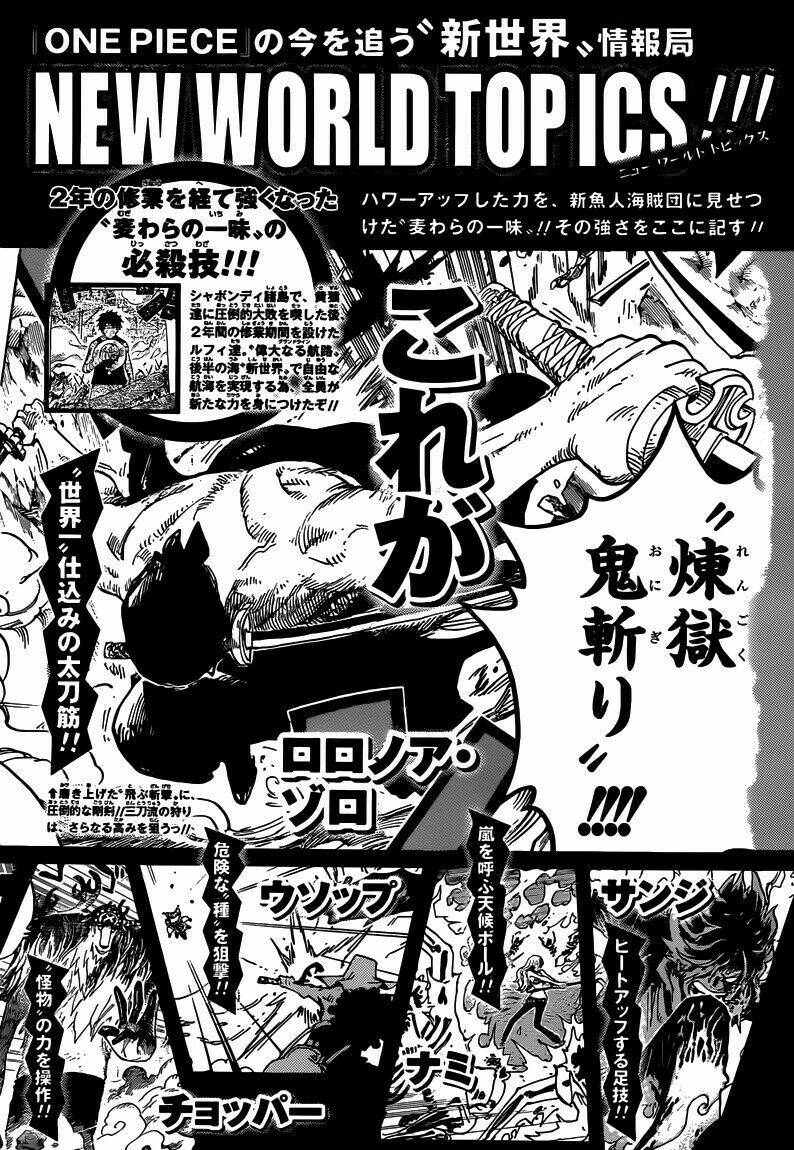 『ONE PIECE』の今を追う〝新世界〟情報局
NEW WORLD TOPICS!!!
ニューワールドトピックス
2年の修業を経て強くなった
〝麦わらの一味〟の
必殺技!!!
パワーアップした力を、新魚人海賊団に見せつ
けた〝麦わらの一味〟!!その強さをここに記す!!
シャボンディ諸島で、黄猿
達に圧倒的大敗を喫した後、
2年間の修業期間を設けた
ルフィ達。〝偉大なる航路〟
後半の海〝新世界〟で自由な
航海を実現する為、全員が
新たな力を身につけたぞ!!
これが
〝煉獄
鬼斬り〟!!!!
れんごく
おにぎ
〝世界一〟仕込みの太刀筋!!
ロロノア・
ゾロ
⬆磨き上げた〝飛ぶ斬撃〟に、
圧倒的な剛剣!!三刀流の狩り
は、さらなる高みを狙うっ!!
サンジ
ヒートアップする足技!!
嵐を呼ぶ天候ボール!!
ナミ
ウソップ
危険な〝種〟を狙撃!!
チョッパー
〝怪物〟の力を操作!!